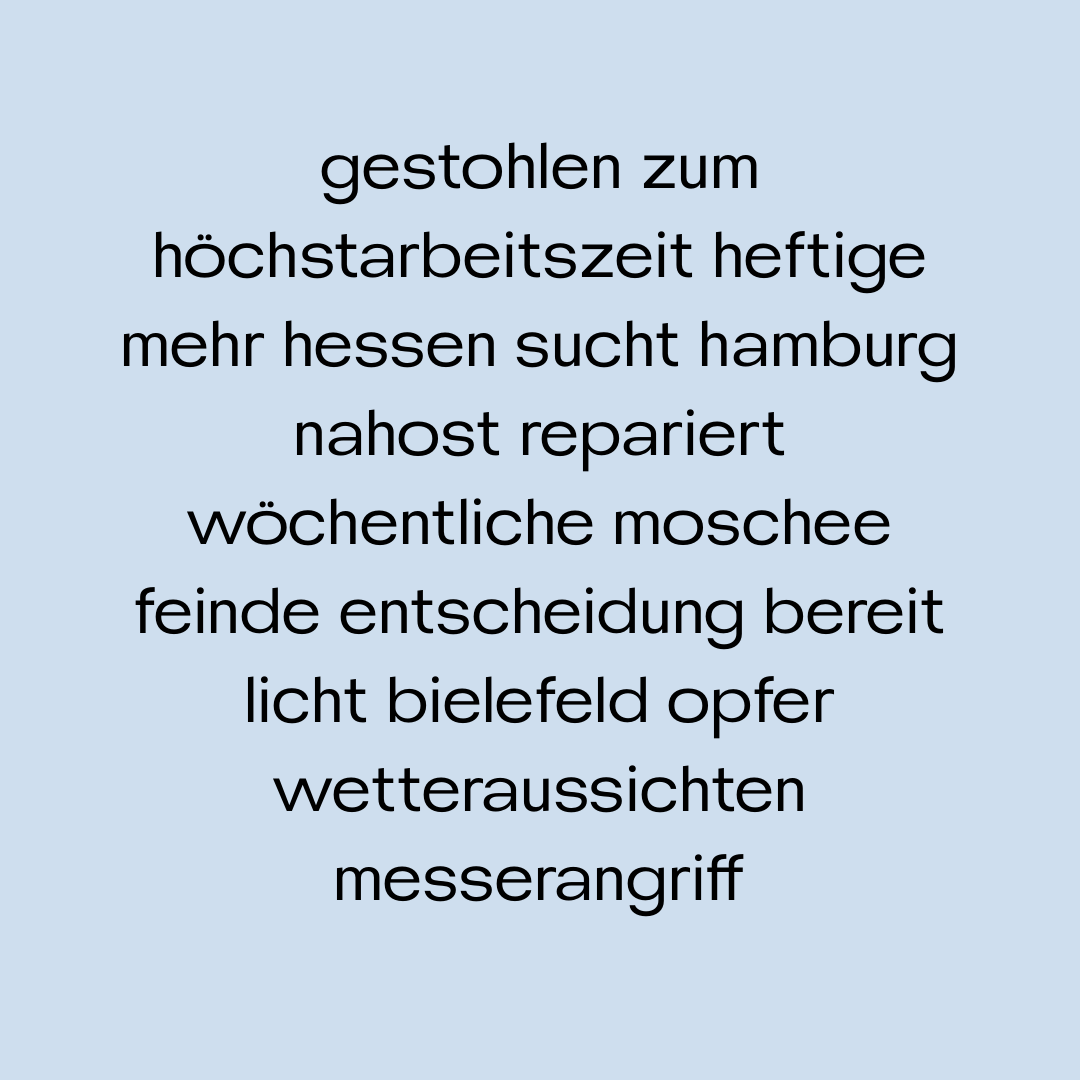 gestohlen zum
höchstarbeitszeit heftige
mehr hessen sucht hamburg
nahost repariert
wöchentliche moschee
feinde entscheidung bereit
licht bielefeld opfer
wetteraussichten
messerangriff